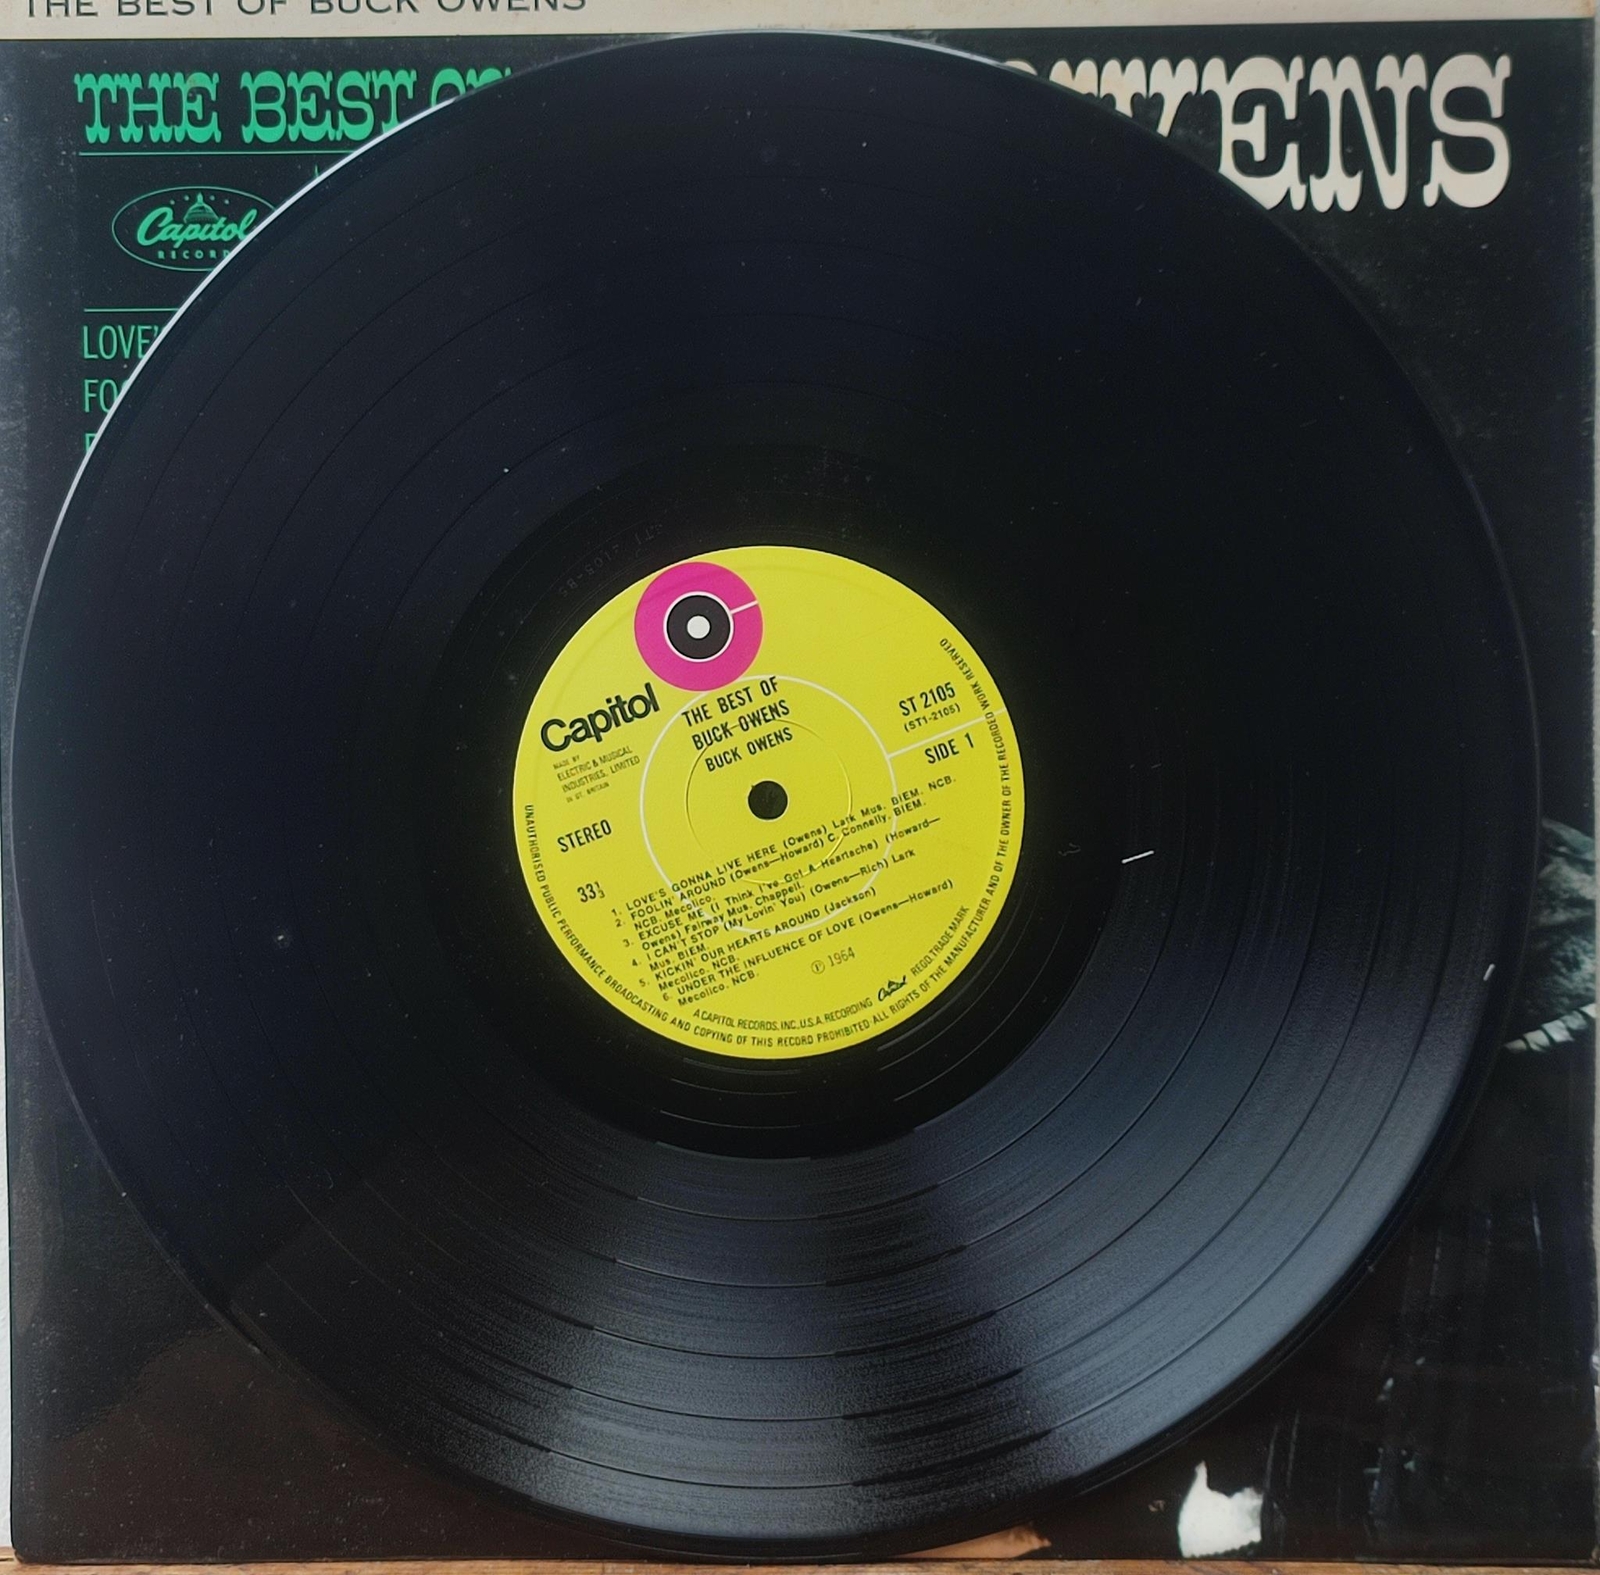 THE BEST OF BUCK OWENS
THE BEST
Capitol
LOVE'S
Capitol
MADE BY
ELECTRIC & MUSICAL
INDUSTRIES, LIMITED
IN GT. BRITAIN
STEREO
33⅓
THE BEST OF
BUCK OWENS
BUCK OWENS
ST 2105
(ST1-2105)
SIDE 1
1. LOVE'S GONNA LIVE HERE (Owens) Lark Mus. BIEM. NCB.
2. FOOLIN' AROUND (Owens—Howard) C. Connelly. BIEM.
NCB. Mecolico.
3. EXCUSE ME (I Think I've Got A Heartache) (Howard—
Owens) Fairway Mus. Chappell.
4. I CAN'T STOP (My Lovin' You) (Owens—Rich) Lark
Mus. BIEM.
5. KICKIN' OUR HEARTS AROUND (Jackson)
Mecolico. NCB.
6. UNDER THE INFLUENCE OF LOVE (Owens—Howard)
Mecolico. NCB.
℗ 1964
A CAPITOL RECORDS, INC., U.S.A. RECORDING Capitol REGD. TRADE MARK
UNAUTHORISED PUBLIC PERFORMANCE BROADCASTING AND COPYING OF THIS RECORD PROHIBITED·ALL RIGHTS OF THE MANUFACTURER AND OF THE OWNER OF THE RECORDED WORK RESERVED